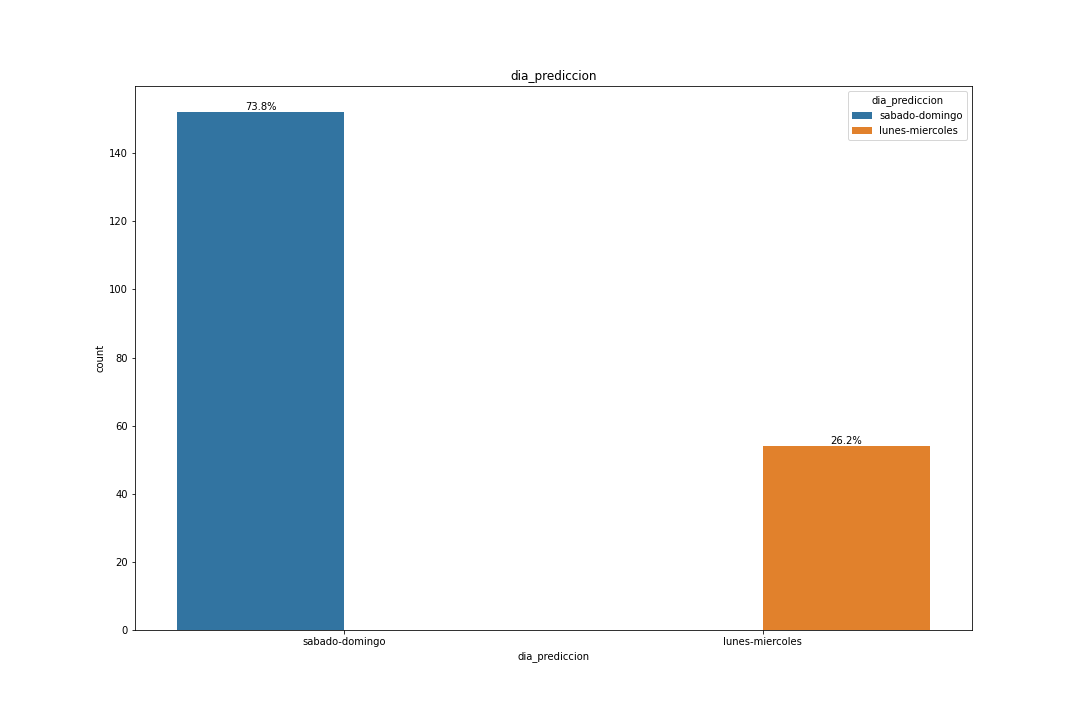 dia_prediccion
73.8%
dia_prediccion
sabado-domingo
lunes-miercoles
140
120
100
80
60
40
20
0
count
26.2%
sabado-domingo
lunes-miercoles
dia_prediccion